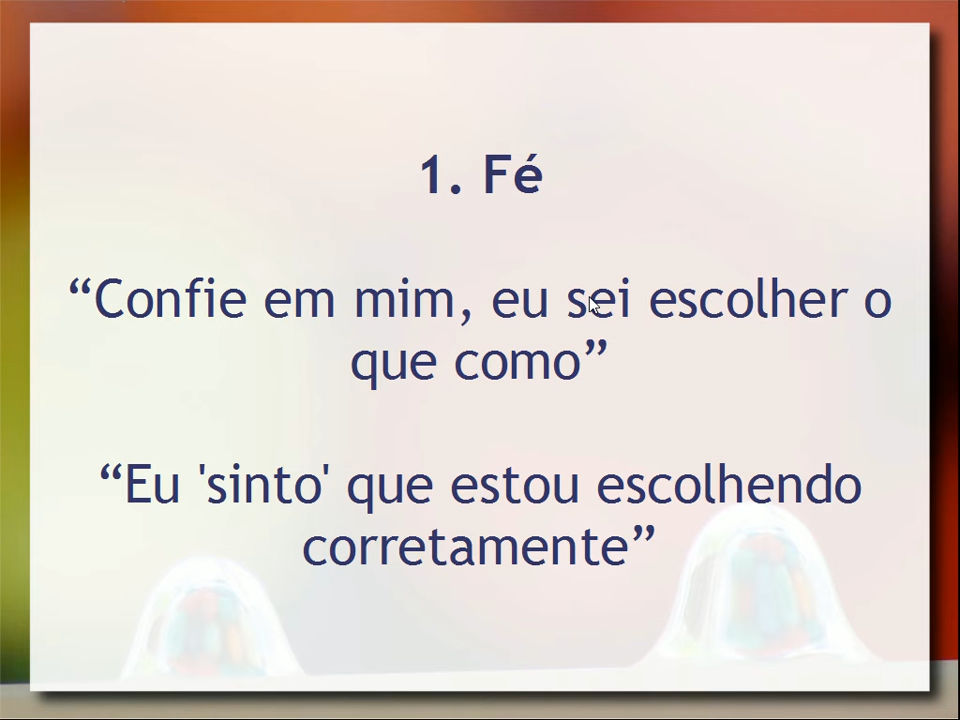 1. Fé
“Confie em mim, eu sei escolher o
que como”
“Eu 'sinto' que estou escolhendo
corretamente”